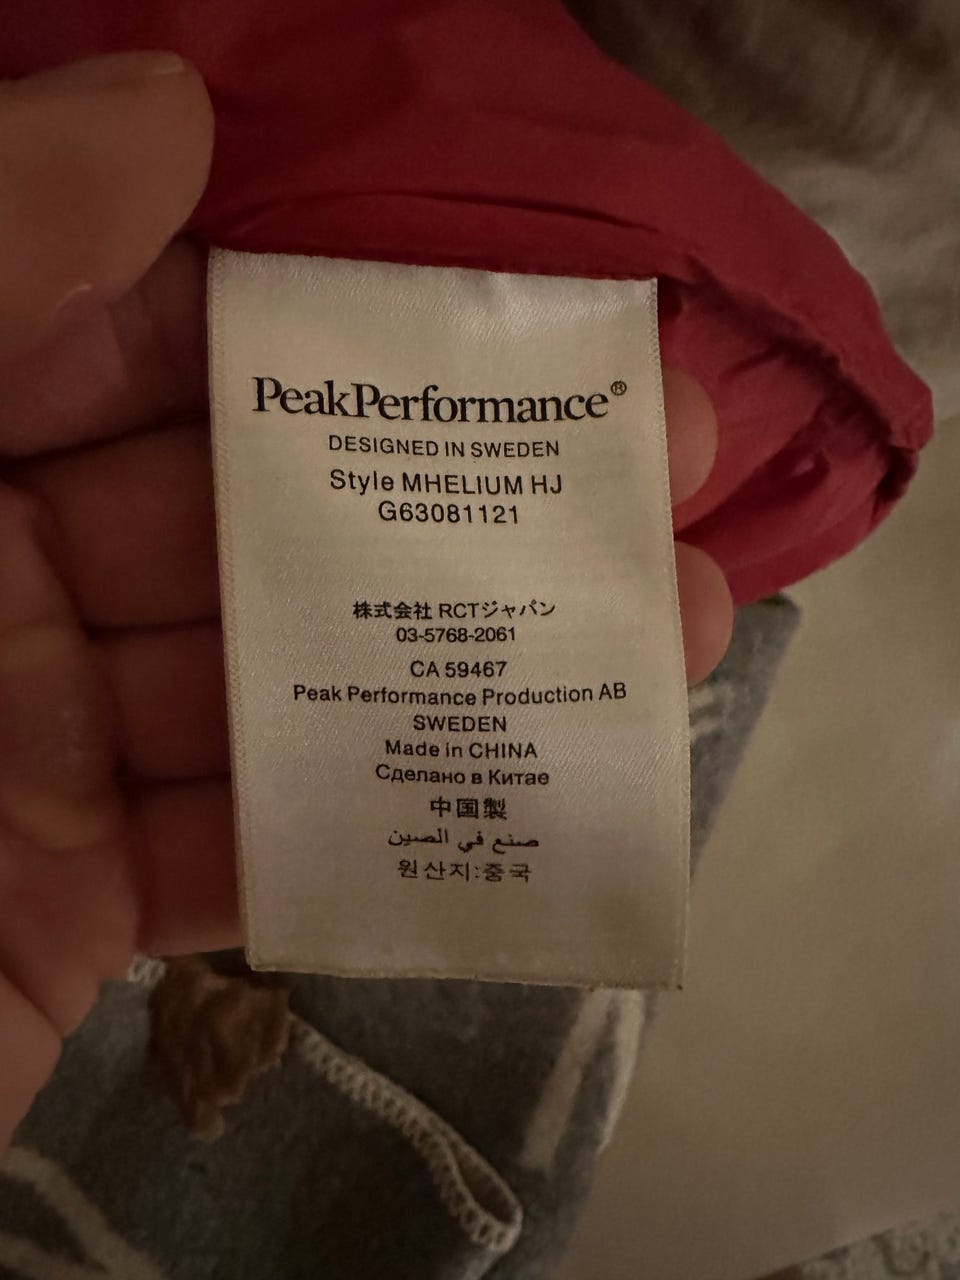 PeakPerformance®
DESIGNED IN SWEDEN
Style MHELIUM HJ
G63081121
株式会社 RCTジャパン
03-5768-2061
CA 59467
Peak Performance Production AB
SWEDEN
Made in CHINA
Сделано в Китае
中国製
صنع في الصين
원산지:중국